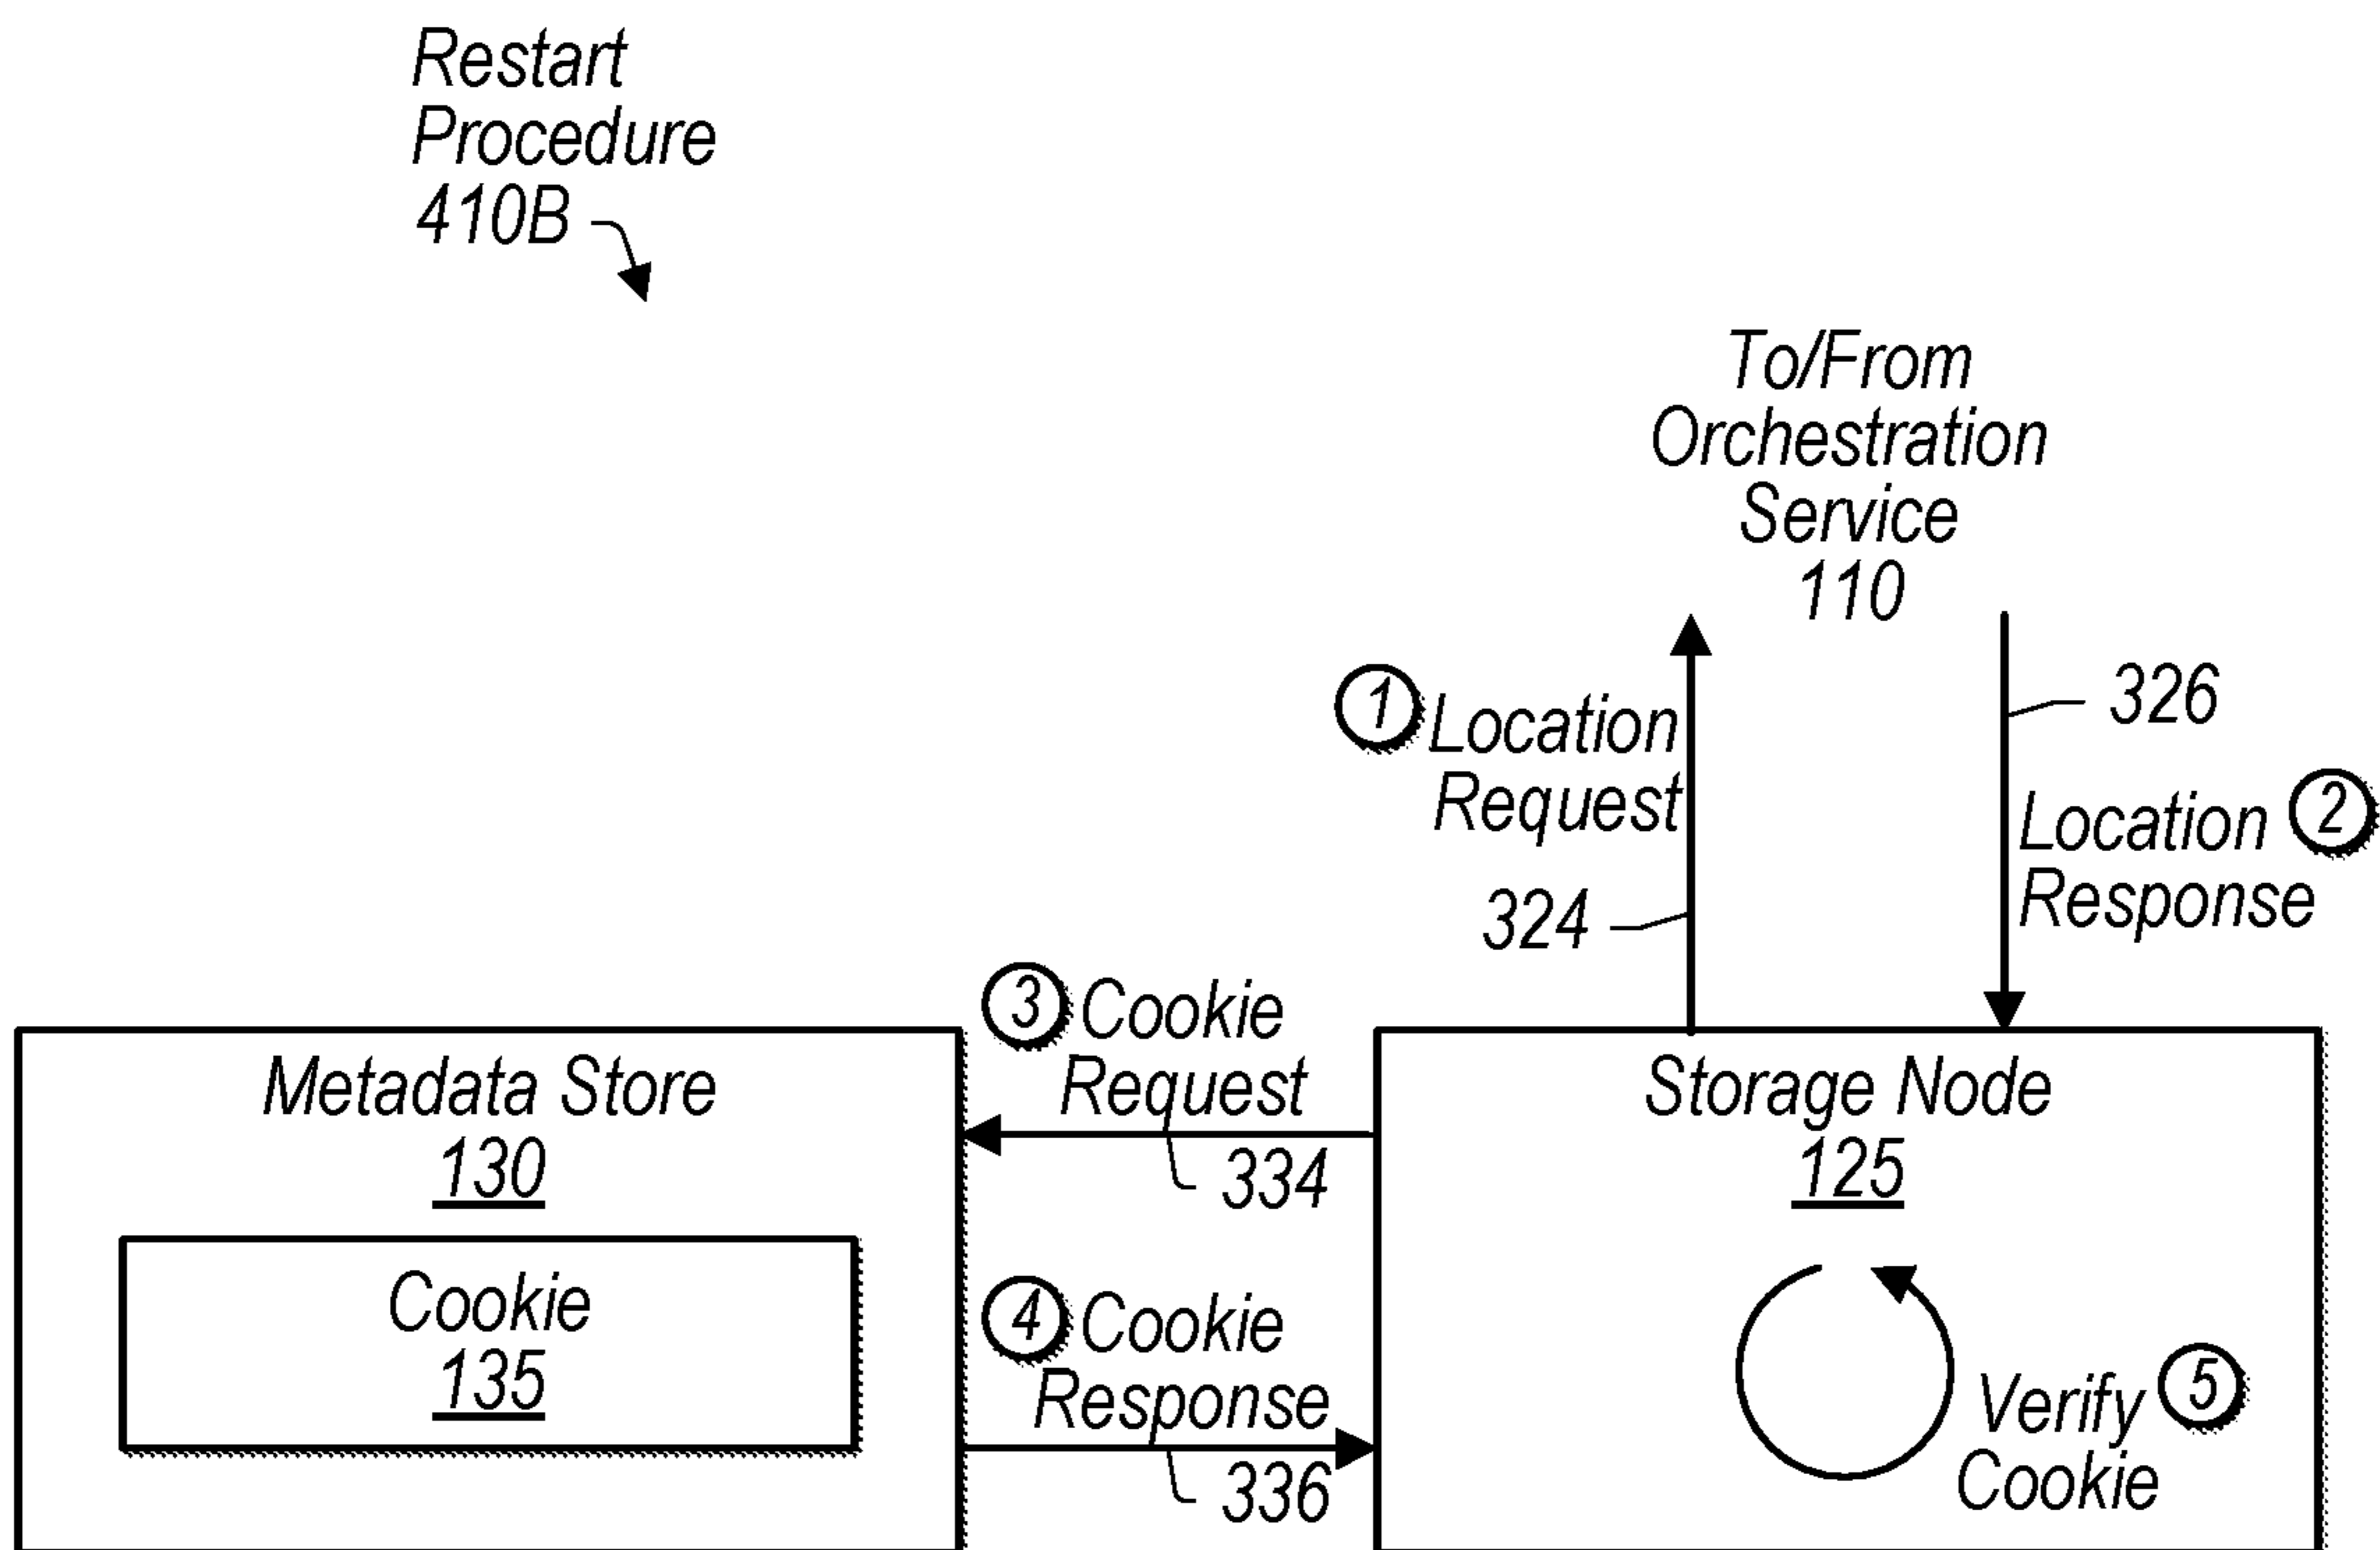 Restart
Procedure
410B
To/From
Orchestration
Service
110
1
Location
Request
324
326
Location 2
Response
3 Cookie
Request
334
4 Cookie
Response
336
Metadata Store
130
Cookie
135
Storage Node
125
Verify 5
Cookie